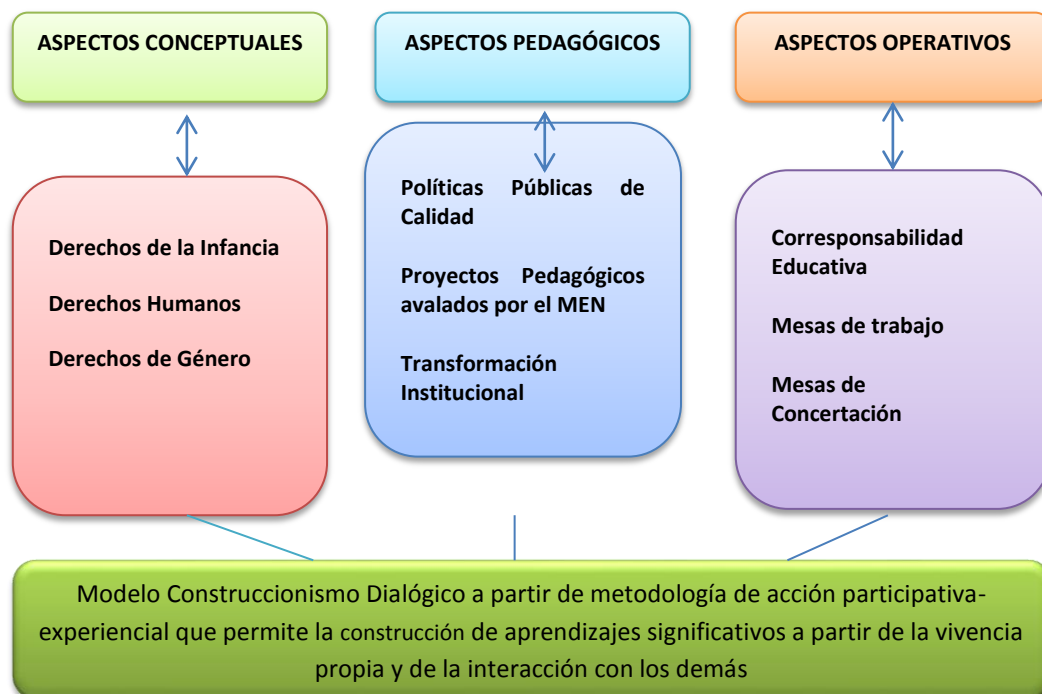 ASPECTOS CONCEPTUALES
ASPECTOS PEDAGÓGICOS
ASPECTOS OPERATIVOS
Derechos de la Infancia
Derechos Humanos
Derechos de Género
Políticas Públicas de
Calidad
Proyectos Pedagógicos
avalados por el MEN
Transformación
Institucional
Corresponsabilidad
Educativa
Mesas de trabajo
Mesas de
Concertación
Modelo Construccionismo Dialógico a partir de metodología de acción participativa-
experiencial que permite la construcción de aprendizajes significativos a partir de la vivencia
propia y de la interacción con los demás